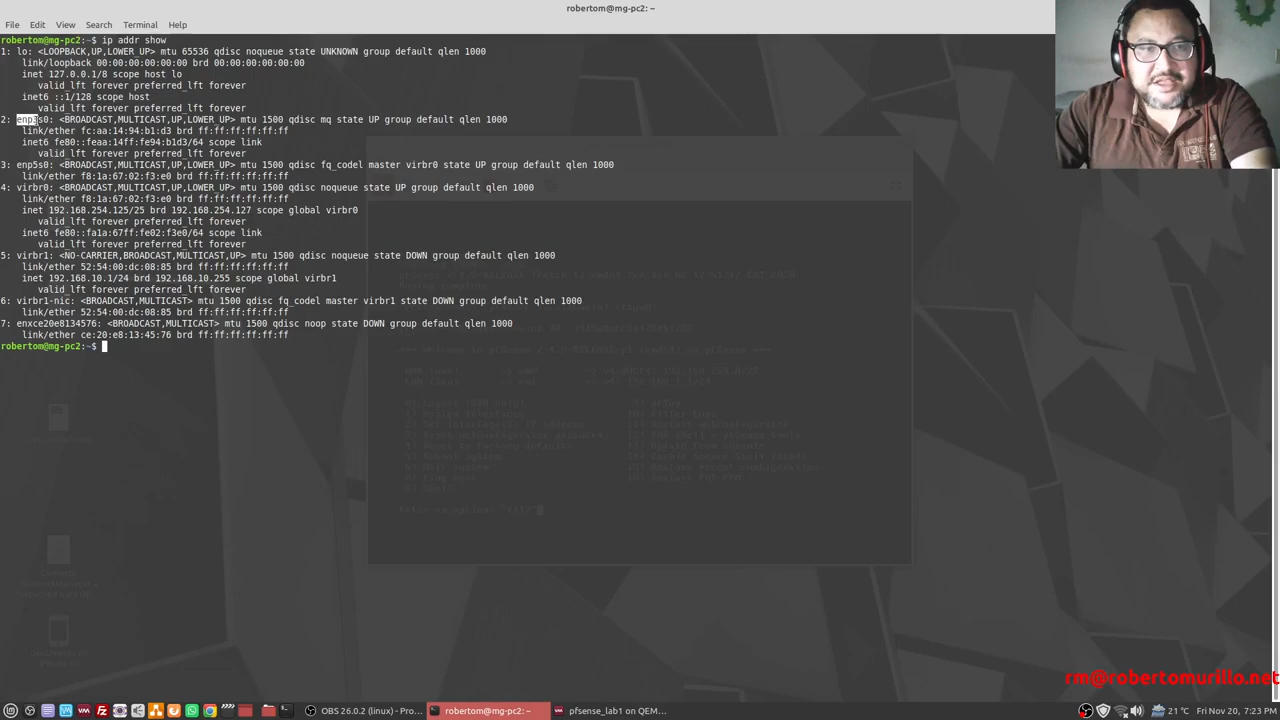 robertom@mg-pc2: ~
File Edit View Search Terminal Help
robertom@mg-pc2:~$ ip addr show
1: lo: <LOOPBACK,UP,LOWER_UP> mtu 65536 qdisc noqueue state UNKNOWN group default qlen 1000
link/loopback 00:00:00:00:00:00 brd 00:00:00:00:00:00
inet 127.0.0.1/8 scope host lo
valid_lft forever preferred_lft forever
inet6 ::1/128 scope host
valid_lft forever preferred_lft forever
2: enp3s0: <BROADCAST,MULTICAST,UP,LOWER_UP> mtu 1500 qdisc mq state UP group default qlen 1000
link/ether fc:aa:14:94:b1:d3 brd ff:ff:ff:ff:ff:ff
inet6 fe80::feaa:14ff:fe94:b1d3/64 scope link
valid_lft forever preferred_lft forever
3: enp5s0: <BROADCAST,MULTICAST,UP,LOWER_UP> mtu 1500 qdisc fq_codel master virbr0 state UP group default qlen 1000
link/ether f8:1a:67:02:f3:e0 brd ff:ff:ff:ff:ff:ff
4: virbr0: <BROADCAST,MULTICAST,UP,LOWER_UP> mtu 1500 qdisc noqueue state UP group default qlen 1000
link/ether f8:1a:67:02:f3:e0 brd ff:ff:ff:ff:ff:ff
inet 192.168.254.125/25 brd 192.168.254.127 scope global virbr0
valid_lft forever preferred_lft forever
inet6 fe80::fa1a:67ff:fe02:f3e0/64 scope link
valid_lft forever preferred_lft forever
5: virbr1: <NO-CARRIER,BROADCAST,MULTICAST,UP> mtu 1500 qdisc noqueue state DOWN group default qlen 1000
link/ether 52:54:00:dc:08:85 brd ff:ff:ff:ff:ff:ff
inet 192.168.10.1/24 brd 192.168.10.255 scope global virbr1
valid_lft forever preferred_lft forever
6: virbr1-nic: <BROADCAST,MULTICAST> mtu 1500 qdisc fq_codel master virbr1 state DOWN group default qlen 1000
link/ether 52:54:00:dc:08:85 brd ff:ff:ff:ff:ff:ff
7: enxce20e8134576: <BROADCAST,MULTICAST> mtu 1500 qdisc noop state DOWN group default qlen 1000
link/ether ce:20:e8:13:45:76 brd ff:ff:ff:ff:ff:ff
robertom@mg-pc2:~$
rm@robertomurillo.net
OBS 26.0.2 (linux) - Pro...
robertom@mg-pc2: ~
pfsense_lab1 on QEM...
21 °C Fri Nov 20, 7:23 PM